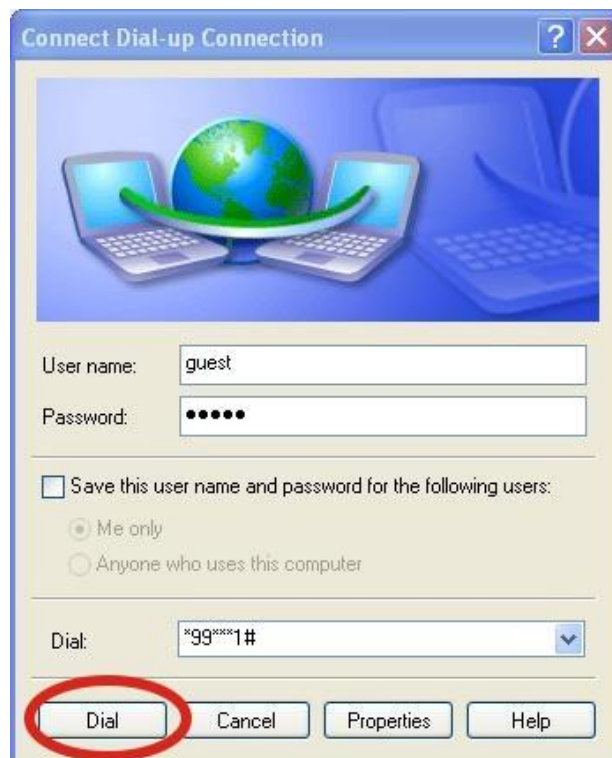 Connect Dial-up Connection
User name: guest
Password: •••••
Save this user name and password for the following users:
Me only
Anyone who uses this computer
Dial: *99***1#
Dial Cancel Properties Help